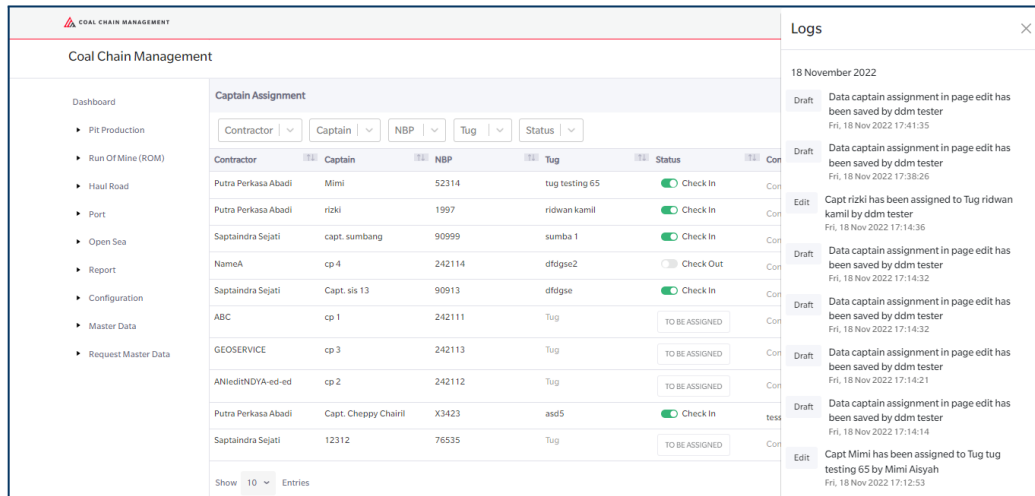 COAL CHAIN MANAGEMENT
Coal Chain Management
Dashboard
Pit Production
Run Of Mine (ROM)
Haul Road
Port
Open Sea
Report
Configuration
Master Data
Request Master Data
Captain Assignment
Contractor
Captain
NBP
Tug
Status
Contractor Captain NBP Tug Status Con
Putra Perkasa Abadi Mimi 52314 tug testing 65 Check In Con
Putra Perkasa Abadi rizki 1997 ridwan kamil Check In Con
Saptaindra Sejati capt. sumbang 90999 sumba 1 Check In Con
NameA cp 4 242114 dfdgse2 Check Out Con
Saptaindra Sejati Capt. sis 13 90913 dfdgse Check In Con
ABC cp 1 242111 Tug TO BE ASSIGNED Con
GEOSERVICE cp 3 242113 Tug TO BE ASSIGNED Con
ANIeditNDYA-ed-ed cp 2 242112 Tug TO BE ASSIGNED Con
Putra Perkasa Abadi Capt. Cheppy Chairil X3423 asd5 Check In tess
Saptaindra Sejati 12312 76535 Tug TO BE ASSIGNED Con
Show 10 Entries
Logs
18 November 2022
Draft Data captain assignment in page edit has
been saved by ddm tester
Fri, 18 Nov 2022 17:41:35
Draft Data captain assignment in page edit has
been saved by ddm tester
Fri, 18 Nov 2022 17:38:26
Edit Capt rizki has been assigned to Tug ridwan
kamil by ddm tester
Fri, 18 Nov 2022 17:14:36
Draft Data captain assignment in page edit has
been saved by ddm tester
Fri, 18 Nov 2022 17:14:32
Draft Data captain assignment in page edit has
been saved by ddm tester
Fri, 18 Nov 2022 17:14:32
Draft Data captain assignment in page edit has
been saved by ddm tester
Fri, 18 Nov 2022 17:14:21
Draft Data captain assignment in page edit has
been saved by ddm tester
Fri, 18 Nov 2022 17:14:14
Edit Capt Mimi has been assigned to Tug tug
testing 65 by Mimi Aisyah
Fri, 18 Nov 2022 17:12:53